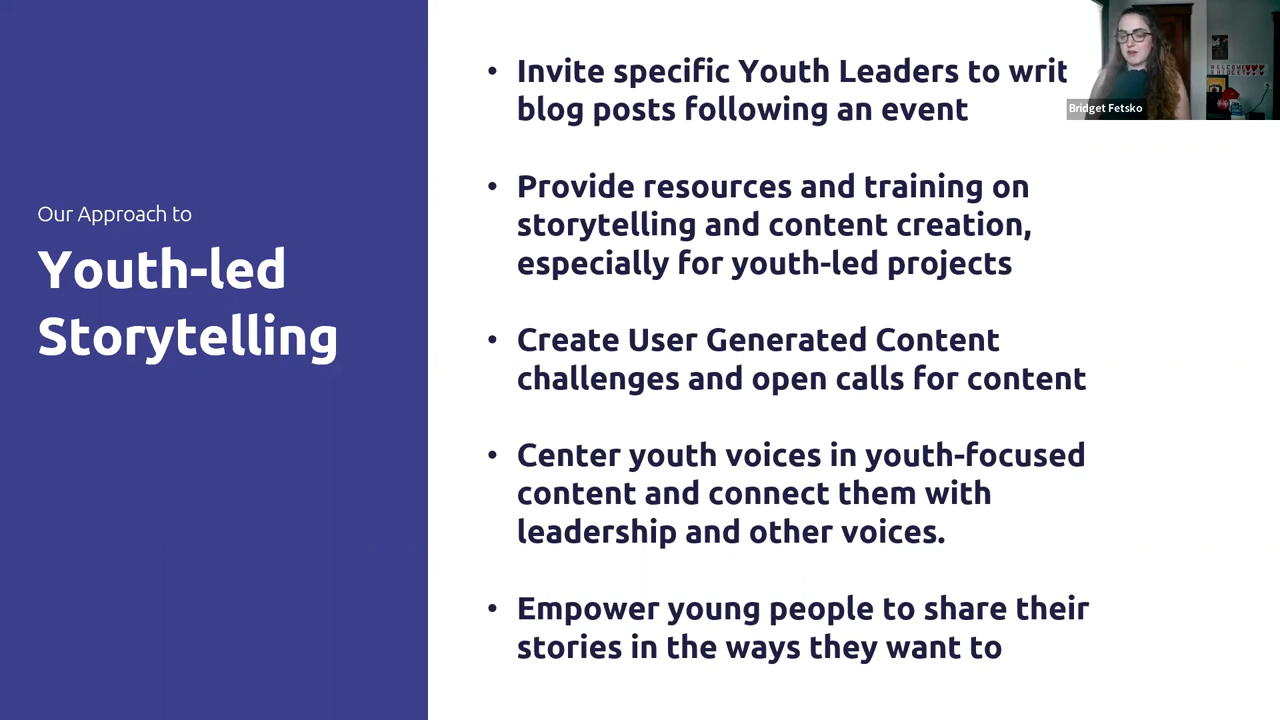 Our Approach to
Youth-led
Storytelling
• Invite specific Youth Leaders to writ
blog posts following an event
• Provide resources and training on
storytelling and content creation,
especially for youth-led projects
• Create User Generated Content
challenges and open calls for content
• Center youth voices in youth-focused
content and connect them with
leadership and other voices.
• Empower young people to share their
stories in the ways they want to
WELCOME
BRIDGET
Bridget Fetsko